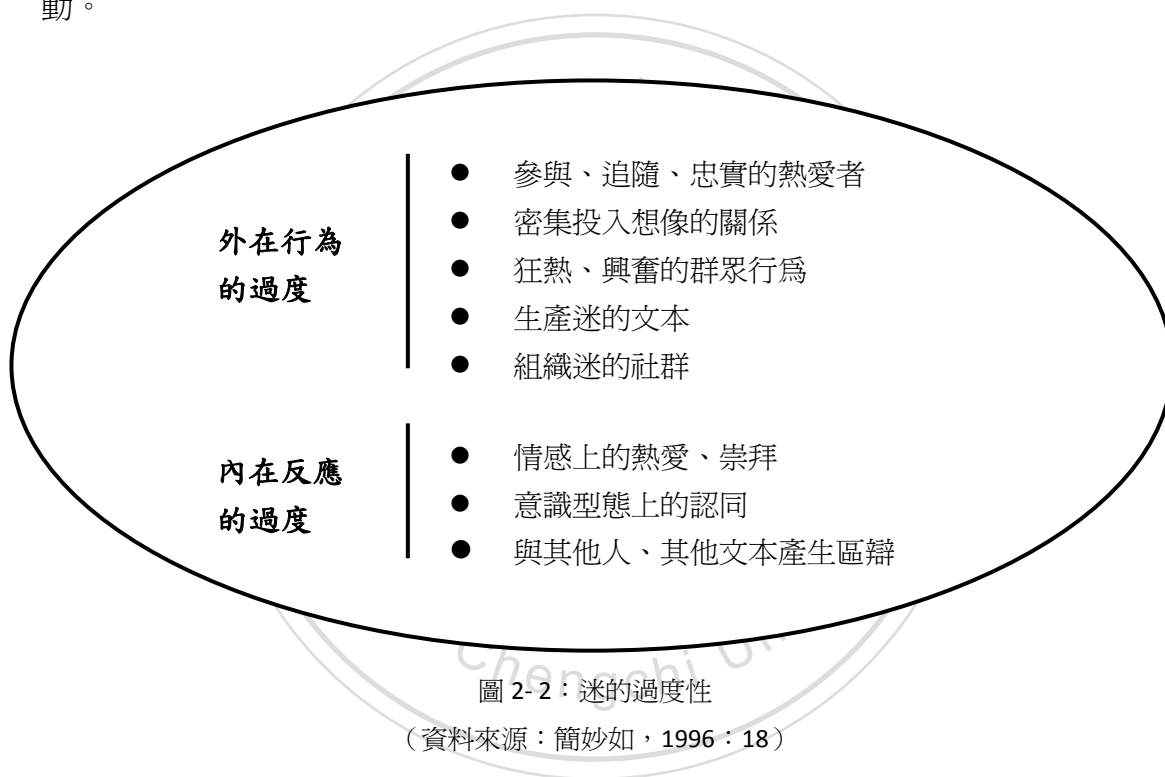 動。
外在行為
的過度
● 參與、追隨、忠實的熱愛者
● 密集投入想像的關係
● 狂熱、興奮的群眾行為
● 生產迷的文本
● 組織迷的社群
內在反應
的過度
● 情感上的熱愛、崇拜
● 意識型態上的認同
● 與其他人、其他文本產生區辯
Chengchi Un
圖 2- 2：迷的過度性
（資料來源：簡妙如，1996：18）